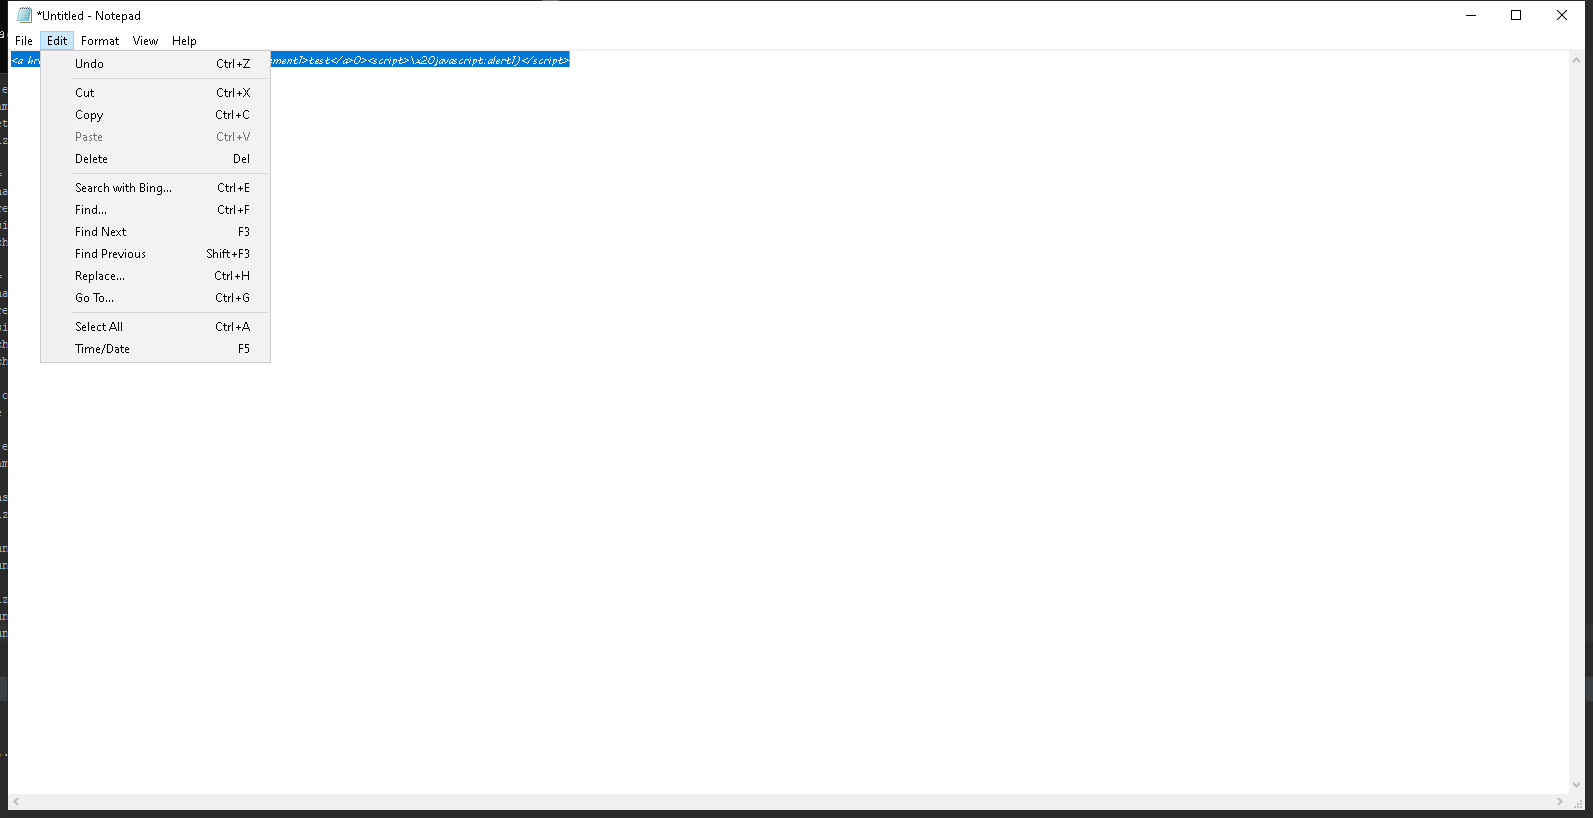 *Untitled - Notepad
File Edit Format View Help
<a hr
ment1>test</a>0><script>\x20javascript:alert1)</script>
Undo Ctrl+Z
Cut Ctrl+X
Copy Ctrl+C
Paste Ctrl+V
Delete Del
Search with Bing... Ctrl+E
Find... Ctrl+F
Find Next F3
Find Previous Shift+F3
Replace... Ctrl+H
Go To... Ctrl+G
Select All Ctrl+A
Time/Date F5